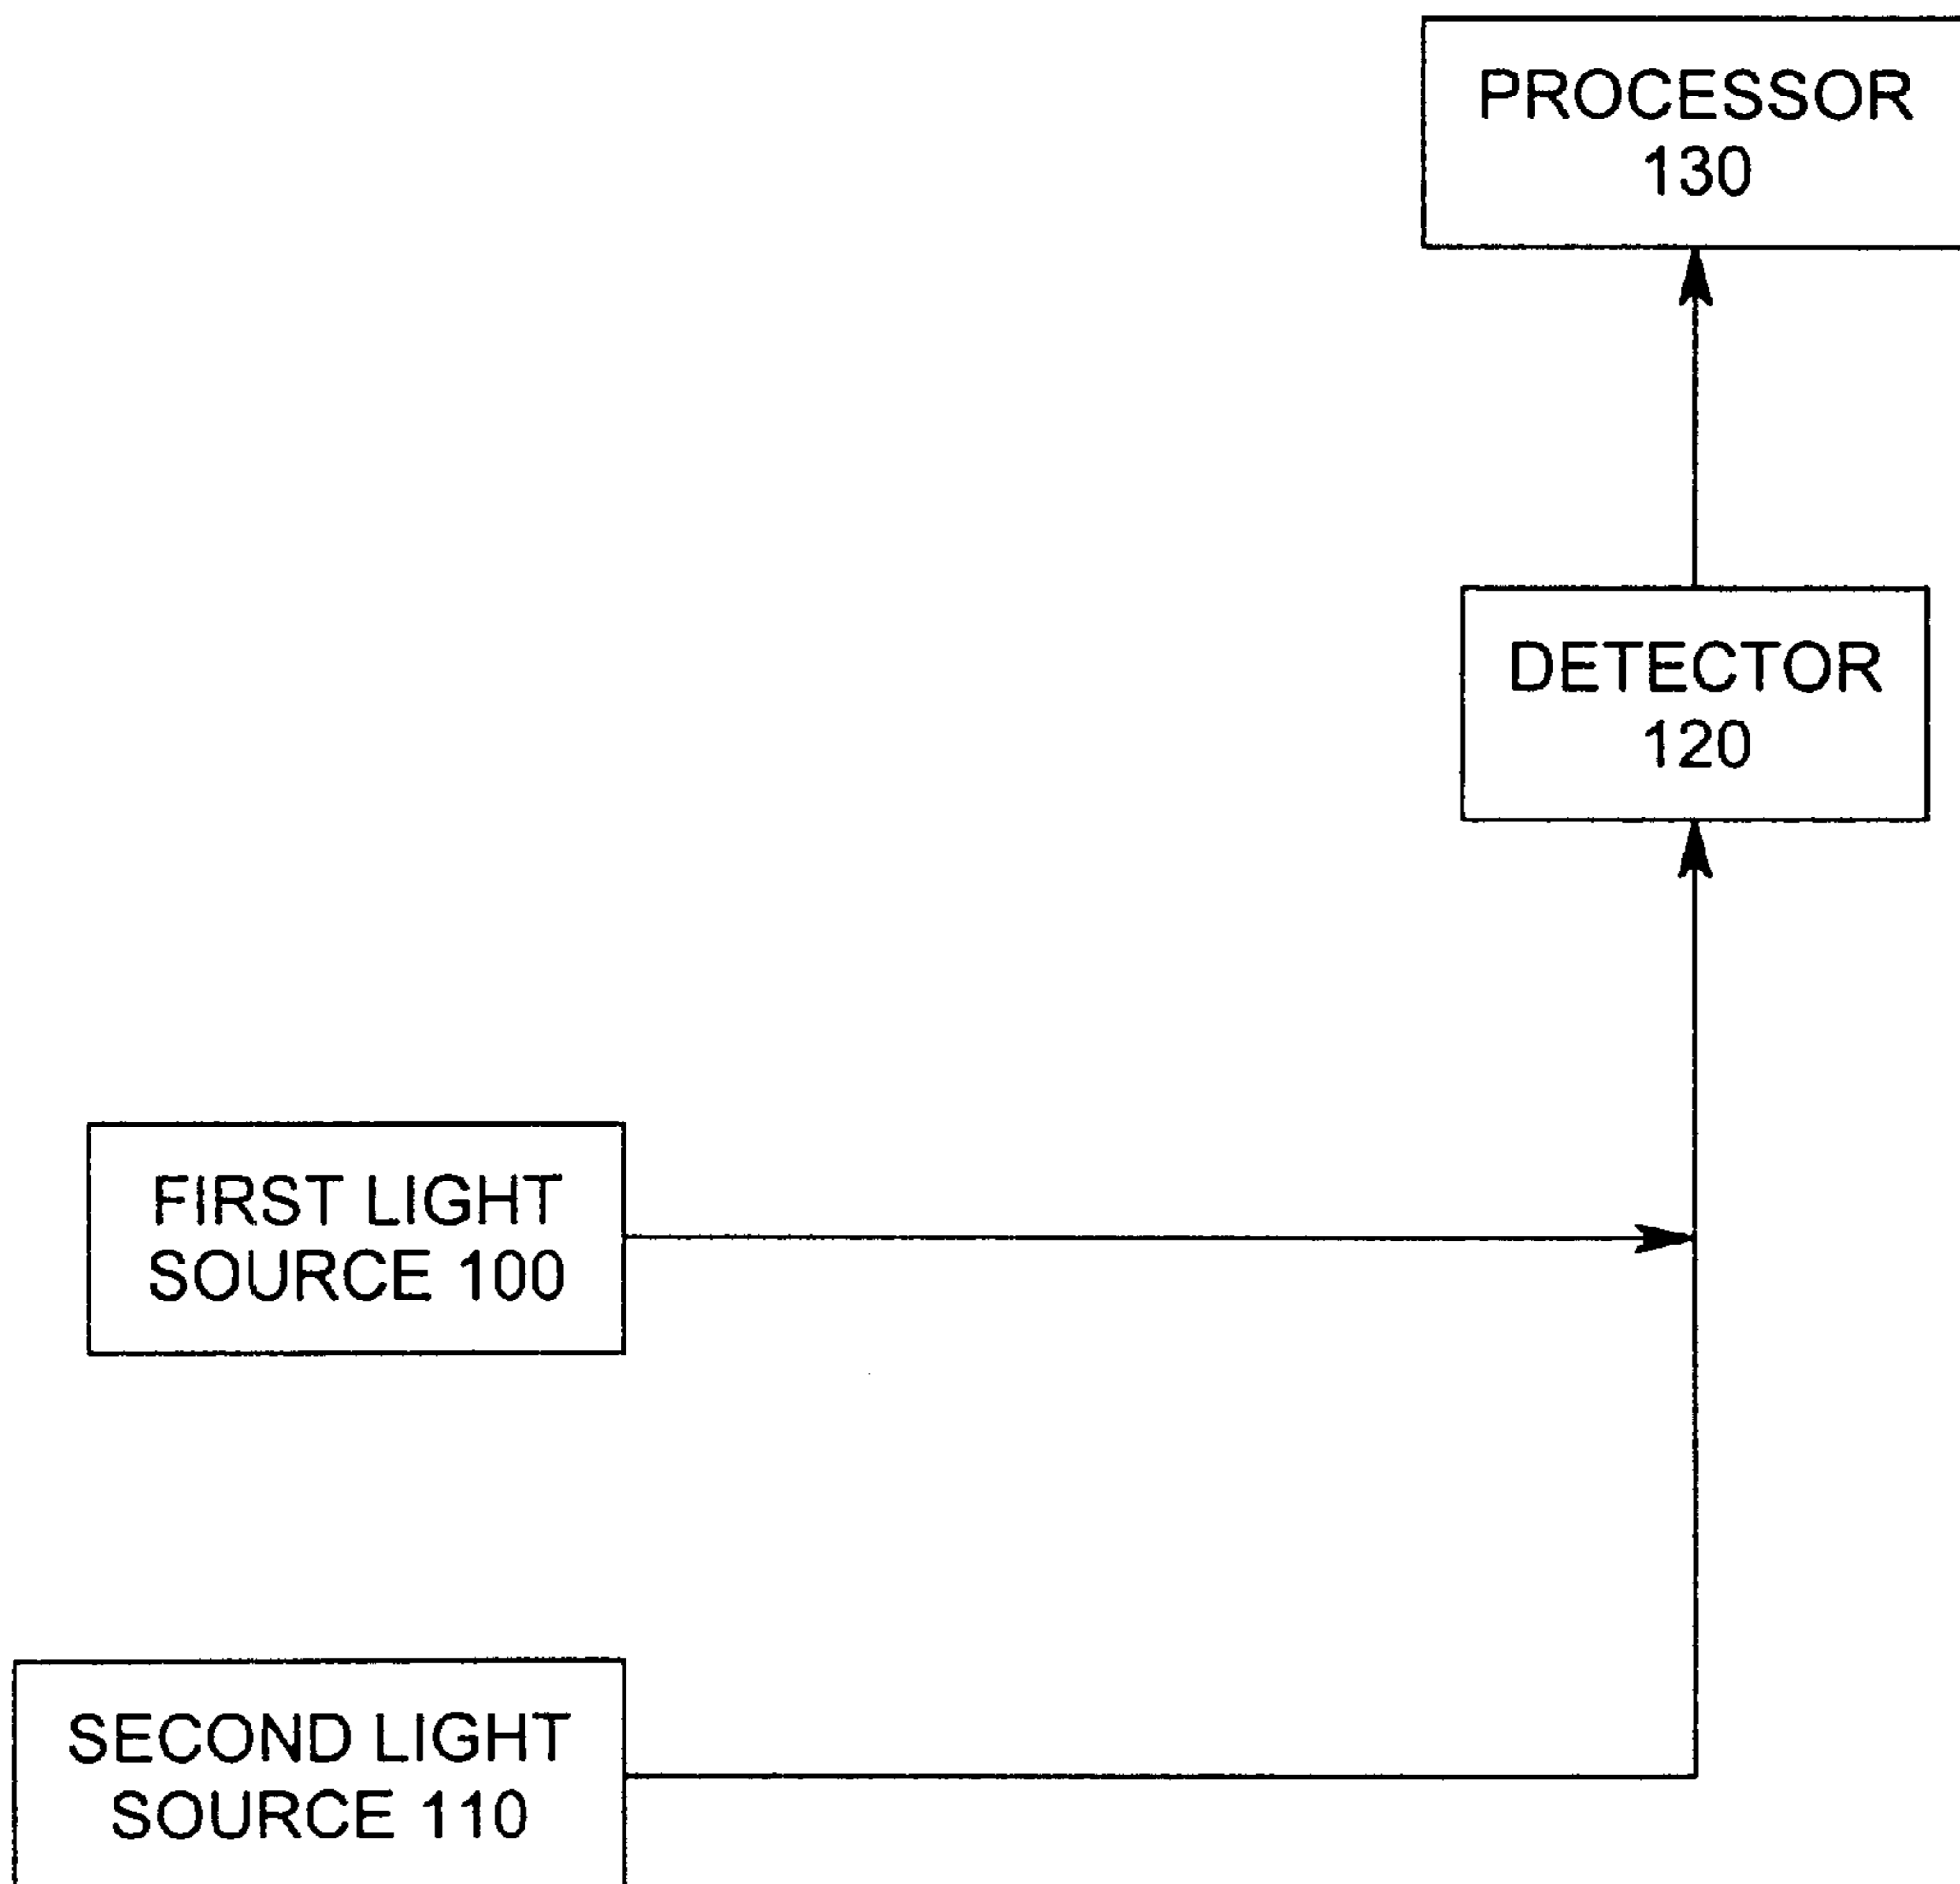 PROCESSOR
130
DETECTOR
120
FIRST LIGHT
SOURCE 100
SECOND LIGHT
SOURCE 110